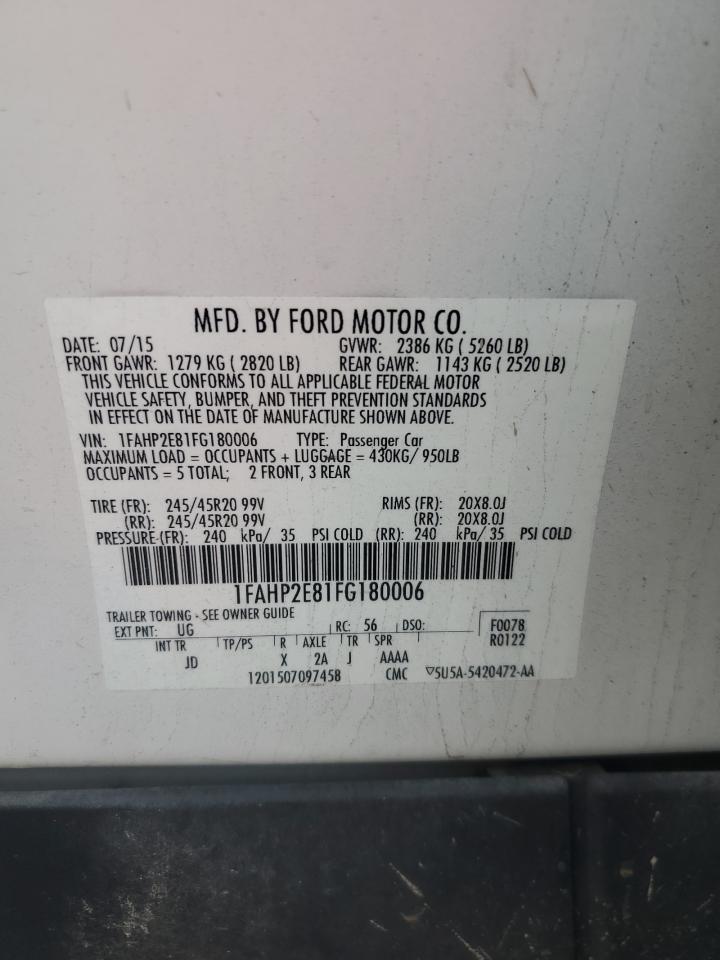 MFD. BY FORD MOTOR CO.
DATE: 07/15 GVWR: 2386 KG ( 5260 LB)
FRONT GAWR: 1279 KG ( 2820 LB) REAR GAWR: 1143 KG ( 2520 LB)
THIS VEHICLE CONFORMS TO ALL APPLICABLE FEDERAL MOTOR
VEHICLE SAFETY, BUMPER, AND THEFT PREVENTION STANDARDS
IN EFFECT ON THE DATE OF MANUFACTURE SHOWN ABOVE.
VIN: 1FAHP2E81FG180006 TYPE: Passenger Car
MAXIMUM LOAD = OCCUPANTS + LUGGAGE = 430KG/ 950LB
OCCUPANTS = 5 TOTAL; 2 FRONT, 3 REAR
TIRE (FR): 245/45R20 99V RIMS (FR): 20X8.0J
(RR): 245/45R20 99V (RR): 20X8.0J
PRESSURE-(FR): 240 kPa/ 35 PSI COLD (RR): 240 kPa/ 35 PSI COLD
1FAHP2E81FG180006
TRAILER TOWING - SEE OWNER GUIDE
EXT PNT: UG RC: 56 DSO: F0078
INT TR TP/PS R AXLE TR SPR R0122
JD X 2A J AAAA
1201507097458 CMC ▽5U5A-5420472-AA